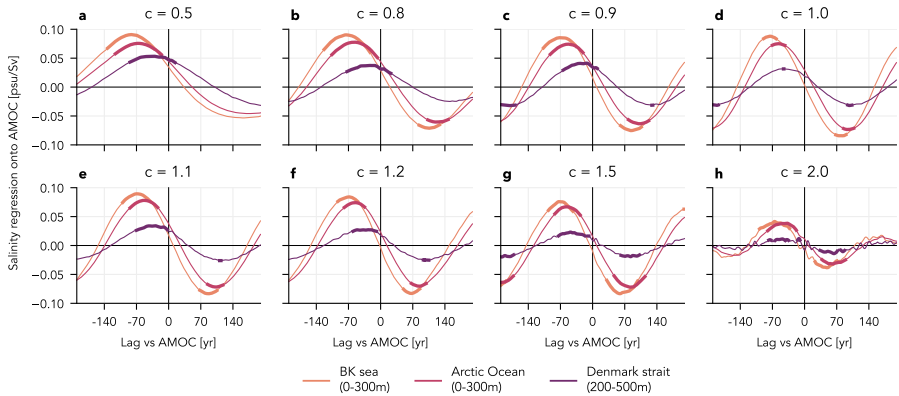 a c = 0.5
b c = 0.8
c c = 0.9
d c = 1.0
0.10
0.05
0.00
−0.05
−0.10
e c = 1.1
f c = 1.2
g c = 1.5
h c = 2.0
0.10
0.05
0.00
−0.05
−0.10
Salinity regression onto AMOC [psu/Sv]
-140 -70 0 70 140
-140 -70 0 70 140
-140 -70 0 70 140
-140 -70 0 70 140
Lag vs AMOC [yr]
Lag vs AMOC [yr]
Lag vs AMOC [yr]
Lag vs AMOC [yr]
BK sea
(0-300m)
Arctic Ocean
(0-300m)
Denmark strait
(200-500m)